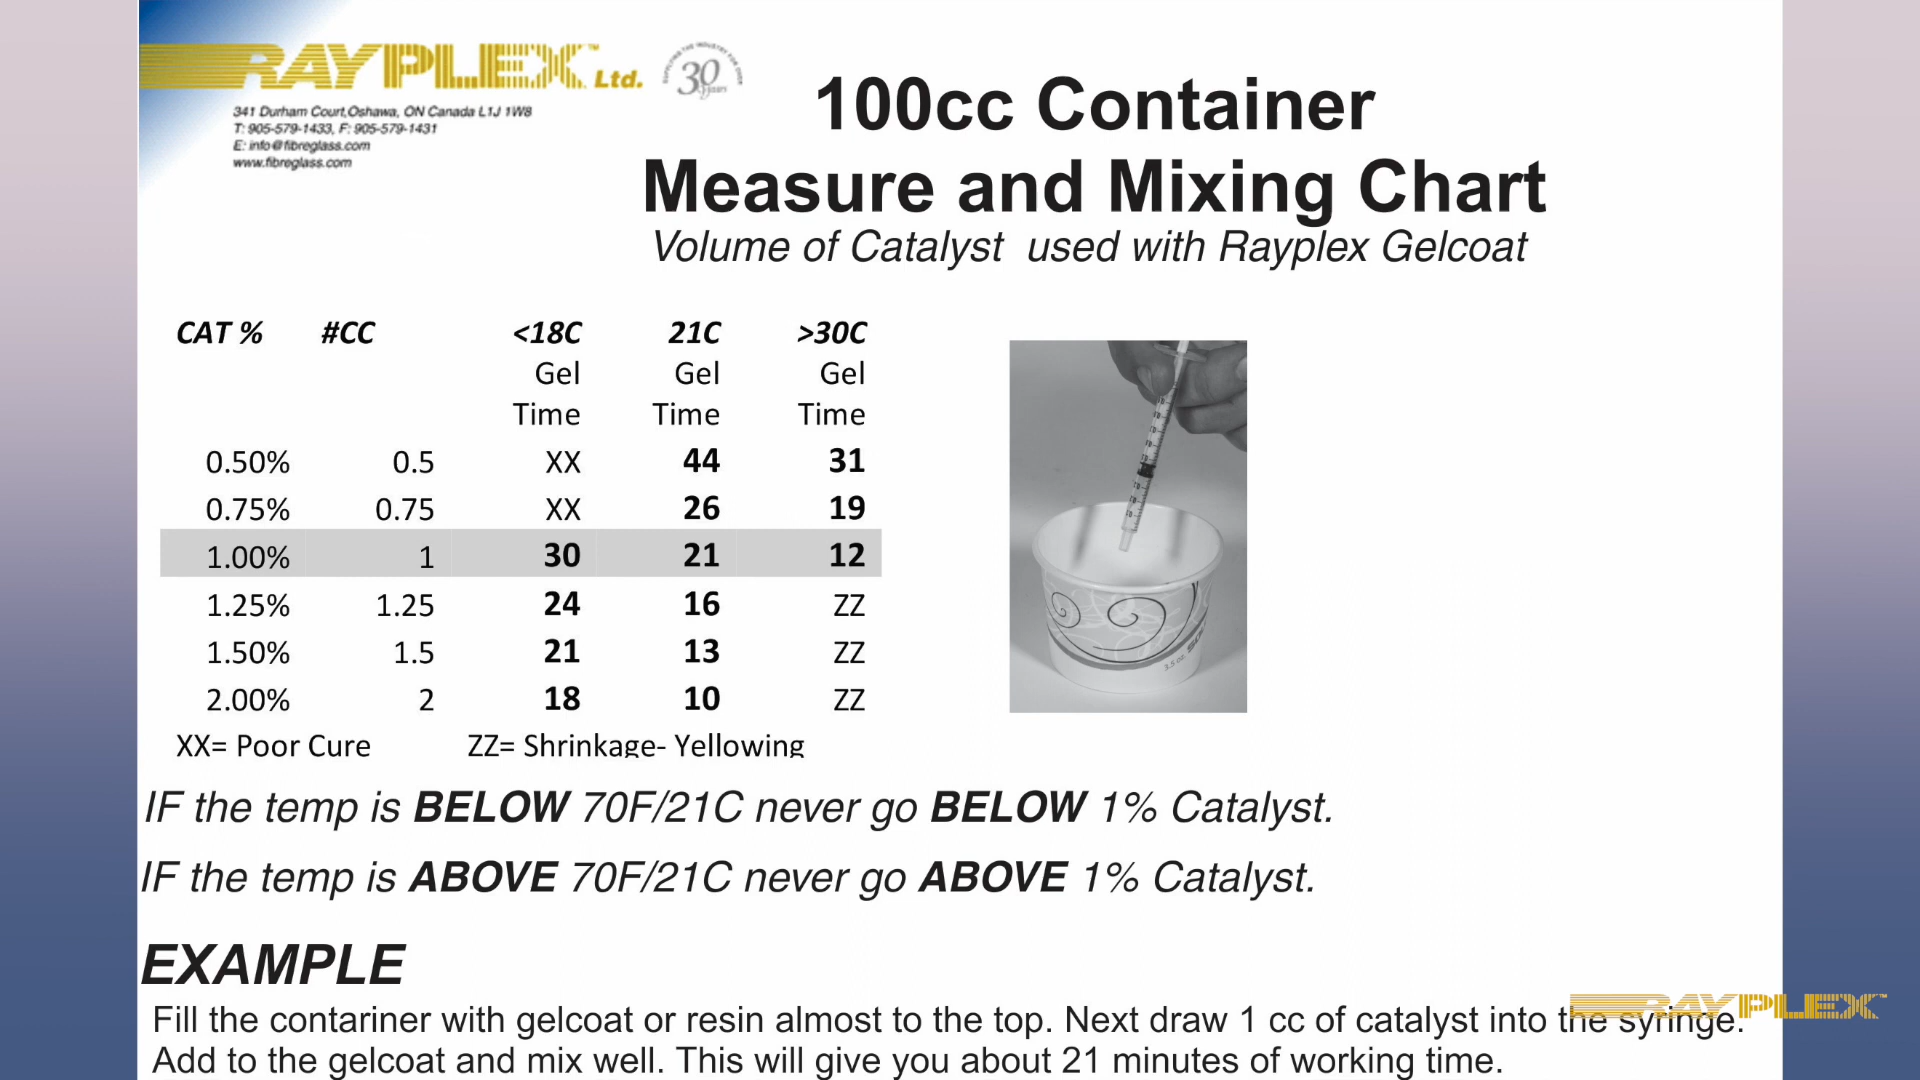 RAYPLEX™ Ltd.
30 years
341 Durham Court,Oshawa, ON Canada L1J 1W8
T: 905-579-1433, F: 905-579-1431
E: info@fibreglass.com
www.fibreglass.com
100cc Container
Measure and Mixing Chart
Volume of Catalyst used with Rayplex Gelcoat
CAT % #CC <18C 21C >30C
Gel Gel Gel
Time Time Time
0.50% 0.5 XX 44 31
0.75% 0.75 XX 26 19
1.00% 1 30 21 12
1.25% 1.25 24 16 ZZ
1.50% 1.5 21 13 ZZ
2.00% 2 18 10 ZZ
XX= Poor Cure ZZ= Shrinkage- Yellowing
3.5 oz.
IF the temp is BELOW 70F/21C never go BELOW 1% Catalyst.
IF the temp is ABOVE 70F/21C never go ABOVE 1% Catalyst.
EXAMPLE
Fill the contariner with gelcoat or resin almost to the top. Next draw 1 cc of catalyst into the syringe.
Add to the gelcoat and mix well. This will give you about 21 minutes of working time.
RAYPLEX™